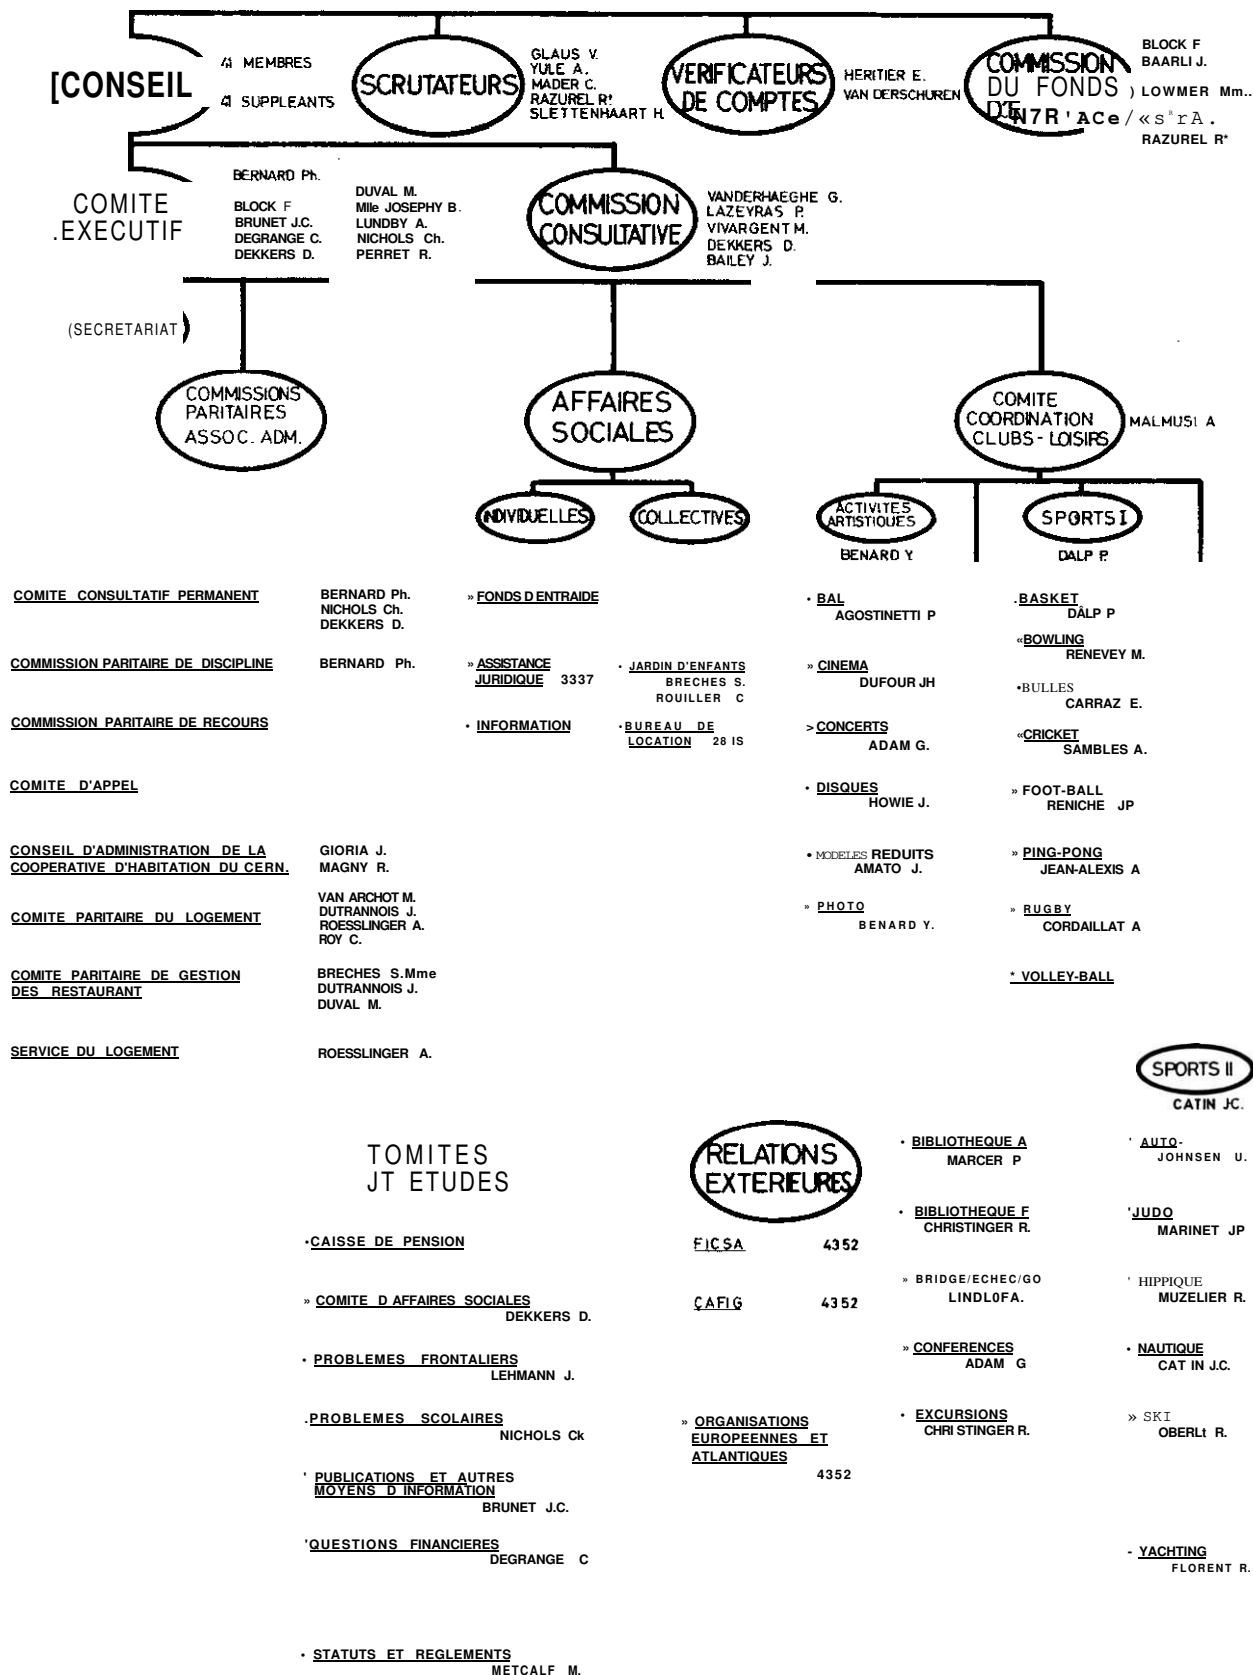 [CONSEIL
41 MEMBRES
41 SUPPLEANTS
SCRUTATEURS
GLAUS V.
YULE A.
MADER C.
RAZUREL R*
SLETTENHAART H.
VERIFICATEURS
DE COMPTES
HERITIER E.
VAN DERSCHUREN
COMMISSION
DU FONDS
BLOCK F
BAARLI J.
) LOWMER Mm..
RAZUREL R*
COMITE
.EXECUTIF
BERNARD Ph.
BLOCK F
BRUNET J.C.
DEGRANGE C.
DEKKERS D.
DUVAL M.
Mlle JOSEPHY B.
LUNDBY A.
NICHOLS Ch.
PERRET R.
COMMISSION
CONSULTATIVE
VANDERHAEGHE G.
LAZEYRAS P.
VIVARGENT M.
DEKKERS D.
BAILEY J.
(SECRETARIAT )
COMMISSIONS
PARITAIRES
ASSOC. ADM.
AFFAIRES
SOCIALES
COMITE
COORDINATION
CLUBS - LOISIRS
MALMUSI A
INDIVIDUELLES
COLLECTIVES
ACTIVITES
ARTISTIQUES
BENARD Y.
SPORTS I
DALP P.
COMITE CONSULTATIF PERMANENT
BERNARD Ph.
NICHOLS Ch.
DEKKERS D.
COMMISSION PARITAIRE DE DISCIPLINE
BERNARD Ph.
COMMISSION PARITAIRE DE RECOURS
COMITE D'APPEL
CONSEIL D'ADMINISTRATION DE LA
COOPERATIVE D'HABITATION DU CERN.
GIORIA J.
MAGNY R.
COMITE PARITAIRE DU LOGEMENT
VAN ARCHOT M.
DUTRANNOIS J.
ROESSLINGER A.
ROY C.
COMITE PARITAIRE DE GESTION
DES RESTAURANT
BRECHES S.Mme
DUTRANNOIS J.
DUVAL M.
SERVICE DU LOGEMENT
ROESSLINGER A.
» FONDS D ENTRAIDE
» ASSISTANCE
JURIDIQUE 3337
• INFORMATION
• JARDIN D'ENFANTS
BRECHES S.
ROUILLER C
• BUREAU DE
LOCATION 28 IS
• BAL
AGOSTINETTI P
» CINEMA
DUFOUR JH
> CONCERTS
ADAM G.
• DISQUES
HOWIE J.
• MODELES REDUITS
AMATO J.
» PHOTO
BENARD Y.
.BASKET
DÂLP P
«BOWLING
RENEVEY M.
•BULLES
CARRAZ E.
«CRICKET
SAMBLES A.
» FOOT-BALL
RENICHE JP
» PING-PONG
JEAN-ALEXIS A
» RUGBY
CORDAILLAT A
* VOLLEY-BALL
SPORTS II
CATIN JC.
TOMITES
JT ETUDES
•CAISSE DE PENSION
» COMITE D AFFAIRES SOCIALES
DEKKERS D.
• PROBLEMES FRONTALIERS
LEHMANN J.
.PROBLEMES SCOLAIRES
NICHOLS Ck
' PUBLICATIONS ET AUTRES
MOYENS D INFORMATION
BRUNET J.C.
'QUESTIONS FINANCIERES
DEGRANGE C
• STATUTS ET REGLEMENTS
METCALF M.
RELATIONS
EXTERIEURES
FICSA 4352
CAFIG 4352
» ORGANISATIONS
EUROPEENNES ET
ATLANTIQUES
4352
• BIBLIOTHEQUE A
MARCER P
• BIBLIOTHEQUE F
CHRISTINGER R.
» BRIDGE/ECHEC/GO
LINDL0FA.
» CONFERENCES
ADAM G
• EXCURSIONS
CHRI STINGER R.
' AUTO-
JOHNSEN U.
'JUDO
MARINET JP
' HIPPIQUE
MUZELIER R.
• NAUTIQUE
CAT IN J.C.
» SKI
OBERLt R.
- YACHTING
FLORENT R.